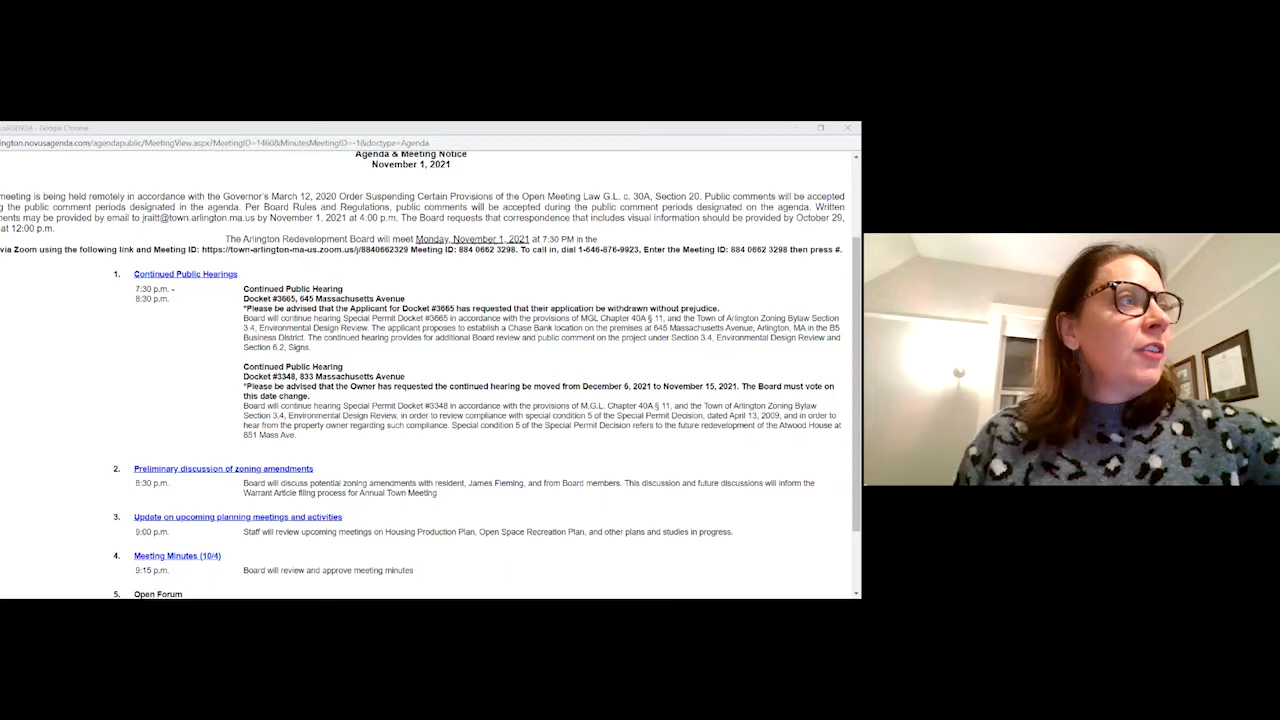 USAGENDA - Google Chrome
ington.novusagenda.com/agendapublic/MeetingView.aspx?MeetingID=1460&MinutesMeetingID=-1&doctype=Agenda
Agenda & Meeting Notice
November 1, 2021
meeting is being held remotely in accordance with the Governor's March 12, 2020 Order Suspending Certain Provisions of the Open Meeting Law G.L. c. 30A, Section 20. Public comments will be accepted
g the public comment periods designated in the agenda. Per Board Rules and Regulations, public comments will be accepted during the public comment periods designated on the agenda. Written
ents may be provided by email to jraitt@town.arlington.ma.us by November 1, 2021 at 4:00 p.m. The Board requests that correspondence that includes visual information should be provided by October 29,
at 12:00 p.m.
The Arlington Redevelopment Board will meet Monday, November 1, 2021 at 7:30 PM in the
via Zoom using the following link and Meeting ID: https://town-arlington-ma-us.zoom.us/j/8840662329 Meeting ID: 884 0662 3298. To call in, dial 1-646-876-9923, Enter the Meeting ID: 884 0662 3298 then press #.
1. Continued Public Hearings
7:30 p.m. - Continued Public Hearing
8:30 p.m. Docket #3665, 645 Massachusetts Avenue
*Please be advised that the Applicant for Docket #3665 has requested that their application be withdrawn without prejudice.
Board will continue hearing Special Permit Docket #3665 in accordance with the provisions of MGL Chapter 40A § 11, and the Town of Arlington Zoning Bylaw Section
3.4, Environmental Design Review. The applicant proposes to establish a Chase Bank location on the premises at 645 Massachusetts Avenue, Arlington, MA in the B5
Business District. The continued hearing provides for additional Board review and public comment on the project under Section 3.4, Environmental Design Review and
Section 6.2, Signs.
Continued Public Hearing
Docket #3348, 833 Massachusetts Avenue
*Please be advised that the Owner has requested the continued hearing be moved from December 6, 2021 to November 15, 2021. The Board must vote on
this date change.
Board will continue hearing Special Permit Docket #3348 in accordance with the provisions of M.G.L. Chapter 40A § 11, and the Town of Arlington Zoning Bylaw
Section 3.4, Environmental Design Review, in order to review compliance with special condition 5 of the Special Permit Decision, dated April 13, 2009, and in order to
hear from the property owner regarding such compliance. Special condition 5 of the Special Permit Decision refers to the future redevelopment of the Atwood House at
851 Mass Ave.
2. Preliminary discussion of zoning amendments
8:30 p.m. Board will discuss potential zoning amendments with resident, James Fleming, and from Board members. This discussion and future discussions will inform the
Warrant Article filing process for Annual Town Meeting
3. Update on upcoming planning meetings and activities
9:00 p.m. Staff will review upcoming meetings on Housing Production Plan, Open Space Recreation Plan, and other plans and studies in progress.
4. Meeting Minutes (10/4)
9:15 p.m. Board will review and approve meeting minutes
5. Open Forum